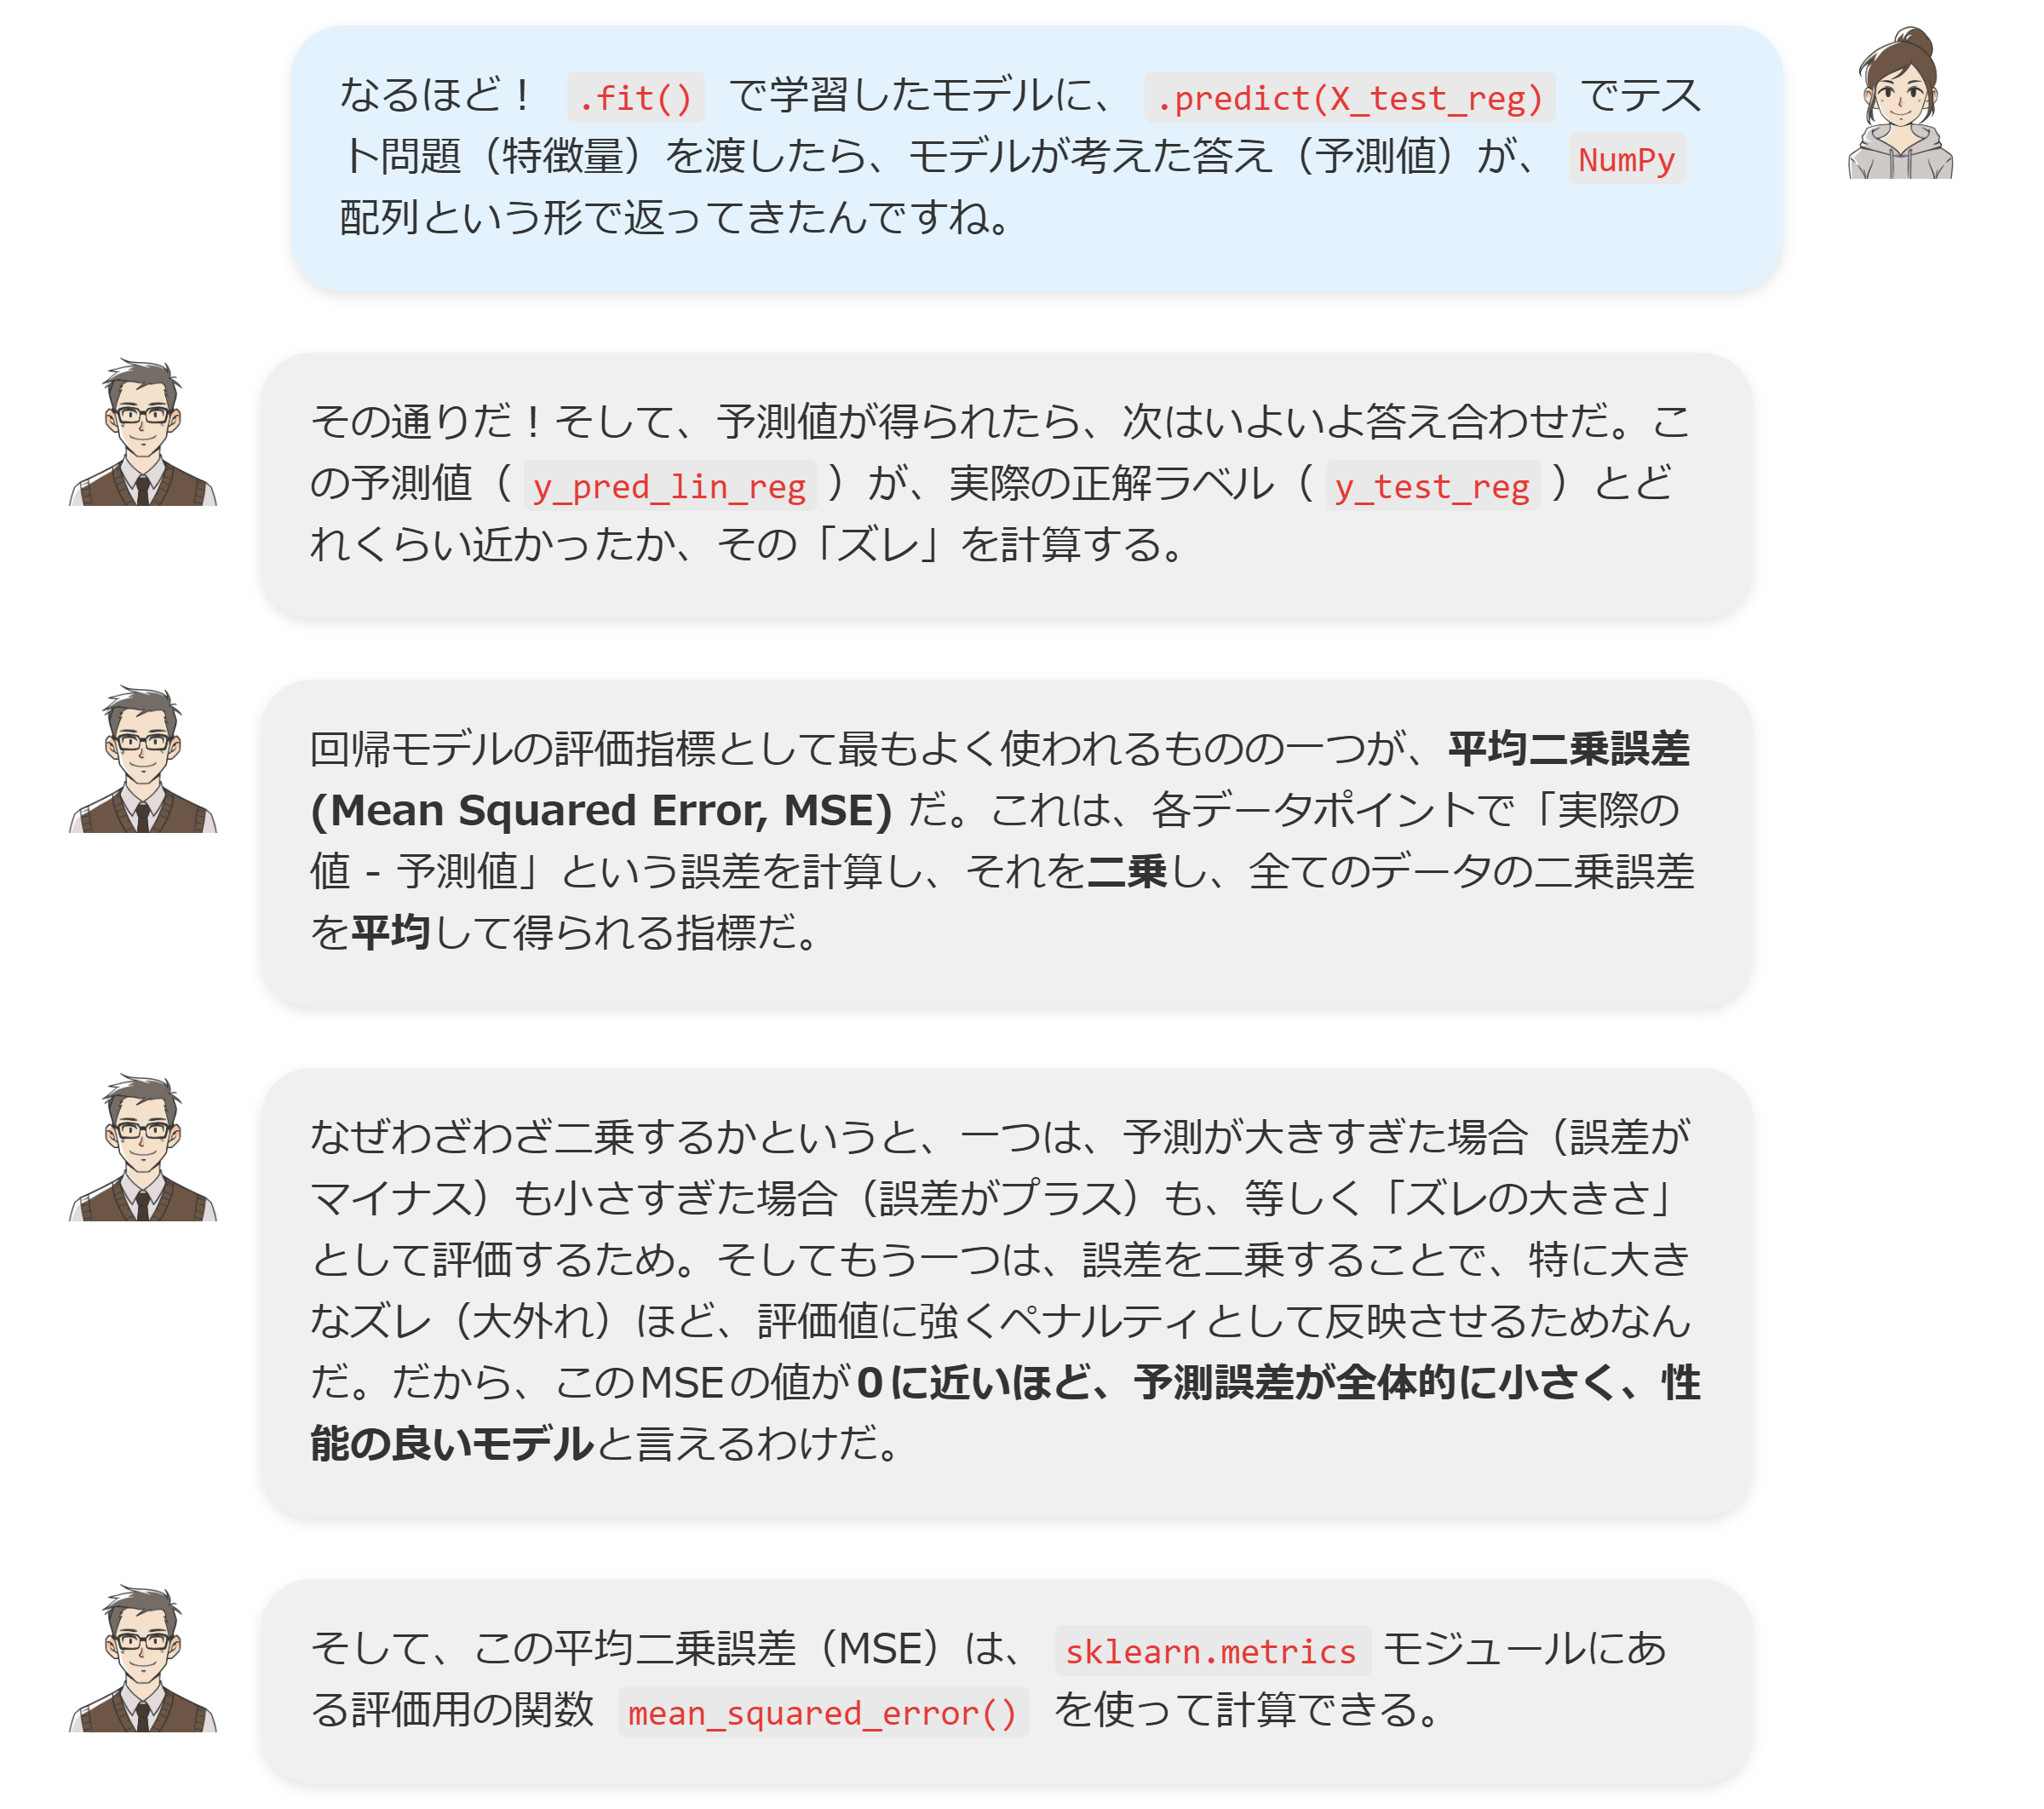 なるほど！ .fit() で学習したモデルに、 .predict(X_test_reg) でテス
ト問題（特徴量）を渡したら、モデルが考えた答え（予測値）が、 NumPy
配列という形で返ってきたんですね。
その通りだ！そして、予測値が得られたら、次はいよいよ答え合わせだ。こ
の予測値（ y_pred_lin_reg ）が、実際の正解ラベル（ y_test_reg ）とど
れくらい近かったか、その「ズレ」を計算する。
回帰モデルの評価指標として最もよく使われるものの一つが、平均二乗誤差
(Mean Squared Error, MSE) だ。これは、各データポイントで「実際の
値 - 予測値」という誤差を計算し、それを二乗し、全てのデータの二乗誤差
を平均して得られる指標だ。
なぜわざわざ二乗するかというと、一つは、予測が大きすぎた場合（誤差が
マイナス）も小さすぎた場合（誤差がプラス）も、等しく「ズレの大きさ」
として評価するため。そしてもう一つは、誤差を二乗することで、特に大き
なズレ（大外れ）ほど、評価値に強くペナルティとして反映させるためなん
だ。だから、このMSEの値が0に近いほど、予測誤差が全体的に小さく、性
能の良いモデルと言えるわけだ。
そして、この平均二乗誤差（MSE）は、 sklearn.metrics モジュールにあ
る評価用の関数 mean_squared_error() を使って計算できる。